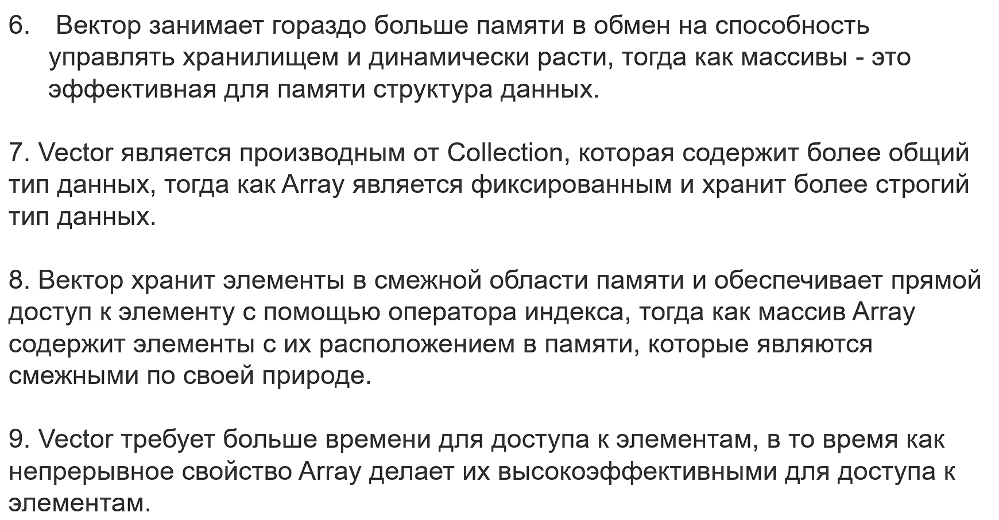 6. Вектор занимает гораздо больше памяти в обмен на способность
управлять хранилищем и динамически расти, тогда как массивы - это
эффективная для памяти структура данных.
7. Vector является производным от Collection, которая содержит более общий
тип данных, тогда как Array является фиксированным и хранит более строгий
тип данных.
8. Вектор хранит элементы в смежной области памяти и обеспечивает прямой
доступ к элементу с помощью оператора индекса, тогда как массив Array
содержит элементы с их расположением в памяти, которые являются
смежными по своей природе.
9. Vector требует больше времени для доступа к элементам, в то время как
непрерывное свойство Array делает их высокоэффективными для доступа к
элементам.